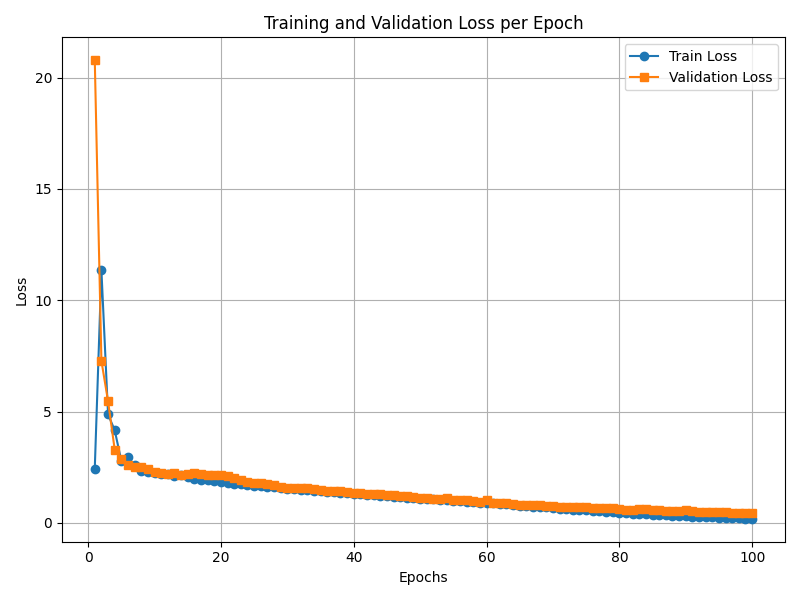 Training and Validation Loss per Epoch
Train Loss
Validation Loss
20
15
10
5
0
Loss
0 20 40 60 80 100
Epochs